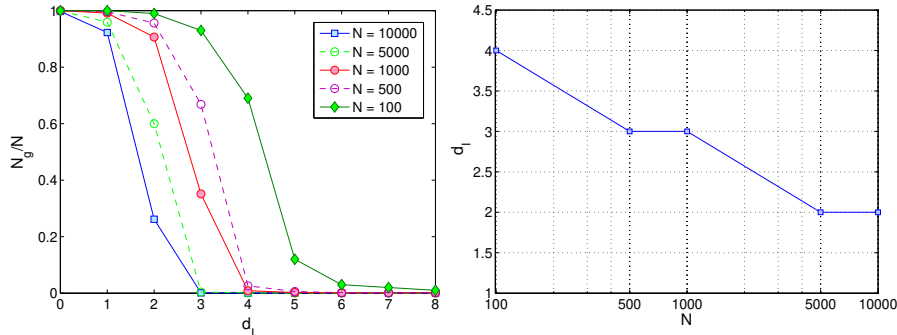 1
0.8
0.6
0.4
0.2
0
0 1 2 3 4 5 6 7 8
N_g/N
d_l
N = 10000
N = 5000
N = 1000
N = 500
N = 100
4.5
4
3.5
3
2.5
2
1.5
1
100 500 1000 5000 10000
d_l
N